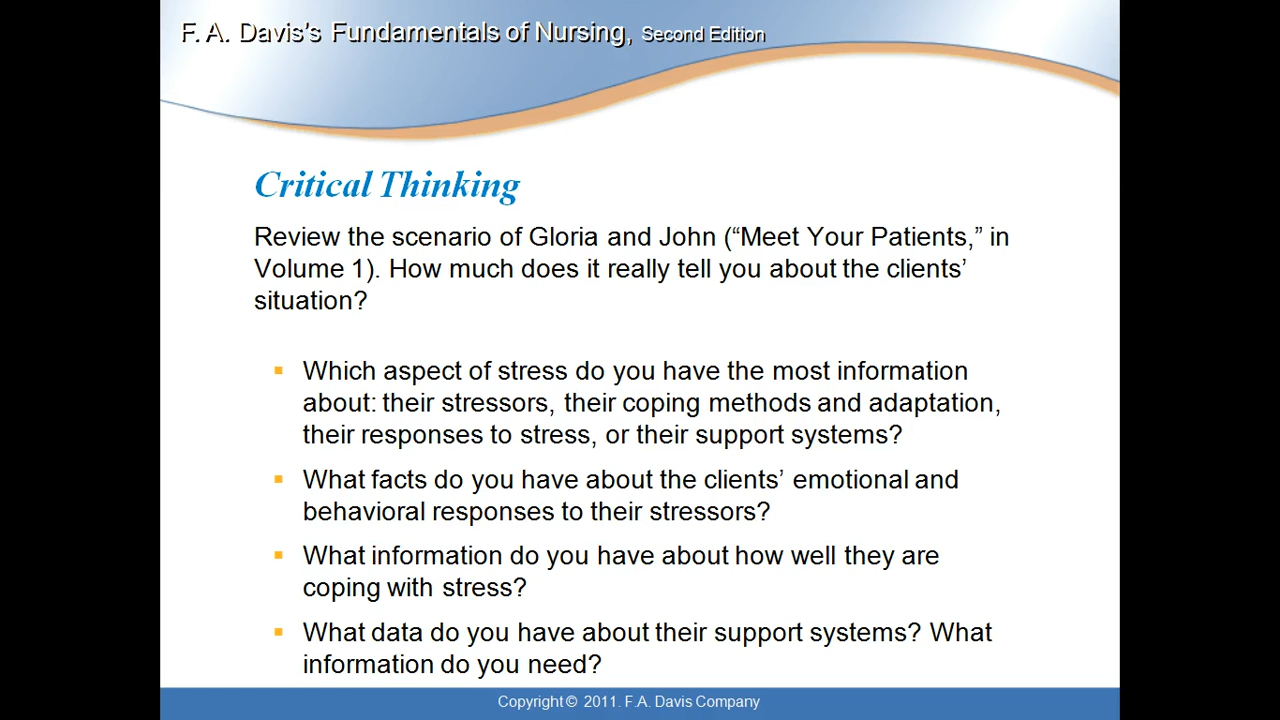 F. A. Davis's Fundamentals of Nursing, Second Edition
Critical Thinking
Review the scenario of Gloria and John (“Meet Your Patients,” in
Volume 1). How much does it really tell you about the clients’
situation?
▪ Which aspect of stress do you have the most information
about: their stressors, their coping methods and adaptation,
their responses to stress, or their support systems?
▪ What facts do you have about the clients’ emotional and
behavioral responses to their stressors?
▪ What information do you have about how well they are
coping with stress?
▪ What data do you have about their support systems? What
information do you need?
Copyright © 2011. F.A. Davis Company